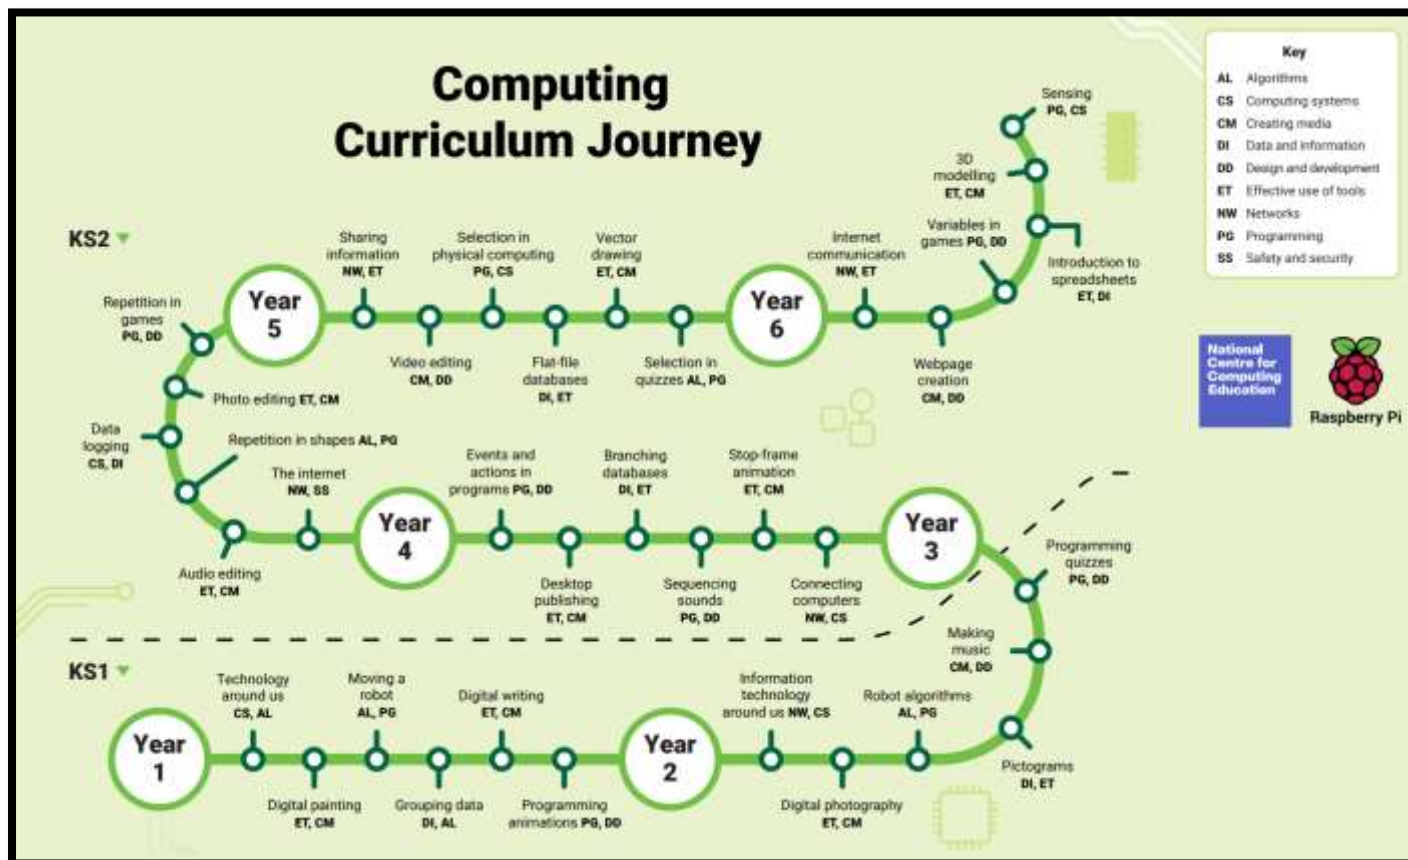 Computing
Curriculum Journey
Key
AL Algorithms
CS Computing systems
CM Creating media
DI Data and information
DD Design and development
ET Effective use of tools
NW Networks
PG Programming
SS Safety and security
National
Centre for
Computing
Education
Raspberry Pi
KS2
Sensing
PG, CS
3D
modelling
ET, CM
Introduction to
spreadsheets
ET, DI
Variables in
games PG, DD
Webpage
creation
CM, DD
Internet
communication
NW, ET
Year
6
Selection in
quizzes AL, PG
Vector
drawing
ET, CM
Flat-file
databases
DI, ET
Selection in
physical computing
PG, CS
Video editing
CM, DD
Sharing
information
NW, ET
Year
5
Repetition in
games
PG, DD
Photo editing ET, CM
Data
logging
CS, DI
Repetition in shapes AL, PG
Audio editing
ET, CM
The internet
NW, SS
Year
4
Events and
actions in
programs PG, DD
Desktop
publishing
ET, CM
Branching
databases
DI, ET
Sequencing
sounds
PG, DD
Stop-frame
animation
ET, CM
Connecting
computers
NW, CS
Year
3
Programming
quizzes
PG, DD
Making
music
CM, DD
Pictograms
DI, ET
KS1
Year
1
Technology
around us
CS, AL
Digital painting
ET, CM
Moving a
robot
AL, PG
Grouping data
DI, AL
Digital writing
ET, CM
Programming
animations PG, DD
Year
2
Information
technology
around us NW, CS
Digital photography
ET, CM
Robot algorithms
AL, PG